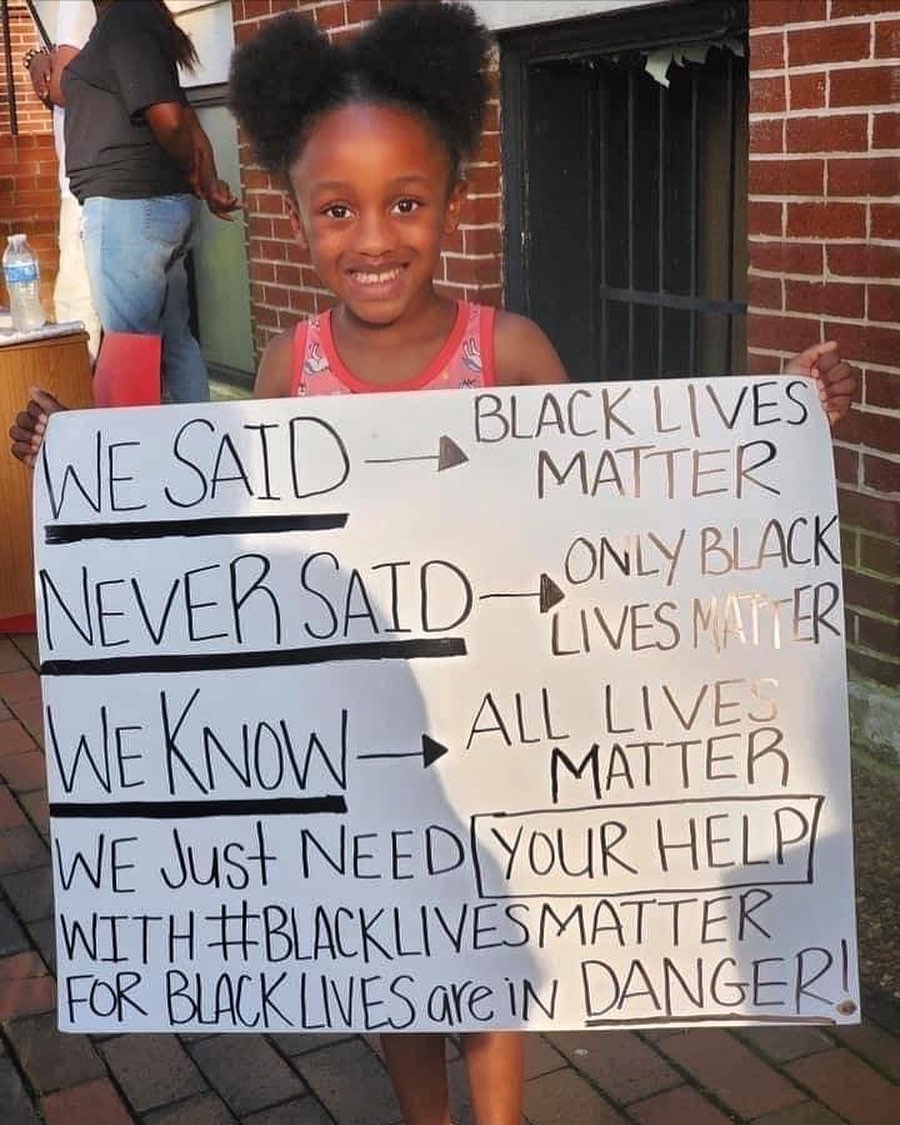 WE SAID → BLACK LIVES
MATTER
NEVER SAID → ONLY BLACK
LIVES MATTER
WE KNOW → ALL LIVES
MATTER
WE Just NEED YOUR HELP
WITH #BLACKLIVESMATTER
FOR BLACK LIVES are iN DANGER!